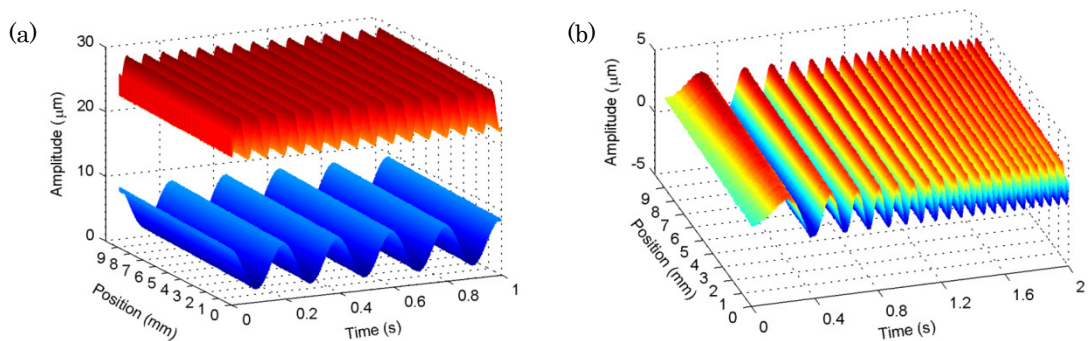 (a)
30
20
10
0
Amplitude (μm)
9 8 7 6 5 4 3 2 1 0
Position (mm)
0 0.2 0.4 0.6 0.8 1
Time (s)
(b)
5
0
-5
Amplitude (μm)
9 8 7 6 5 4 3 2 1 0
Position (mm)
0 0.4 0.8 1.2 1.6 2
Time (s)